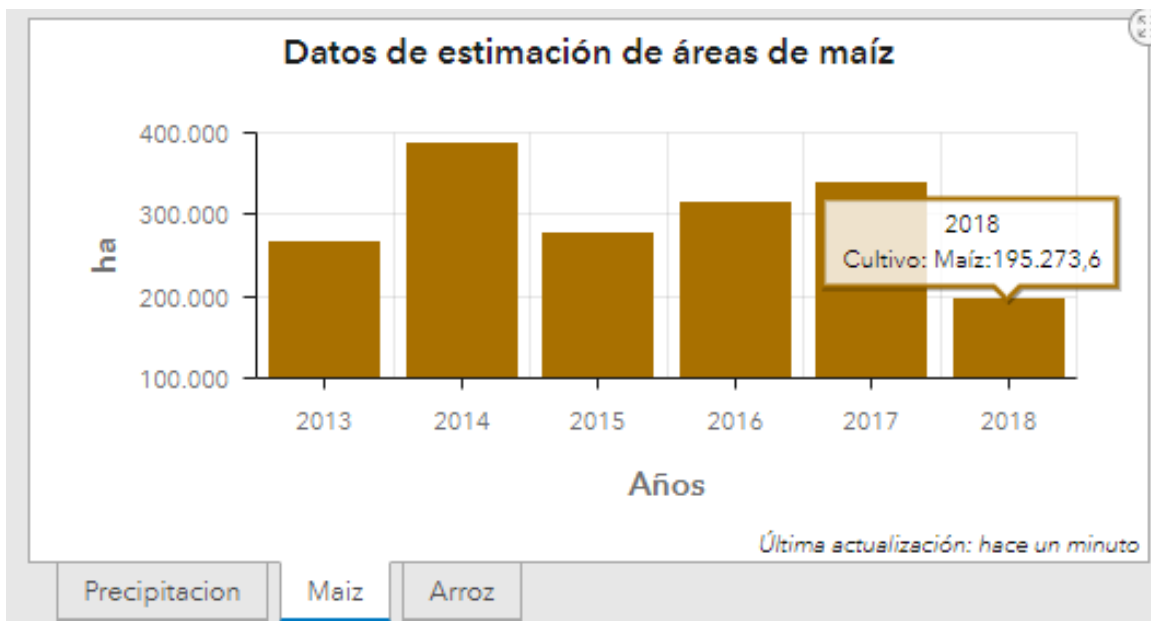 Datos de estimación de áreas de maíz
400.000
300.000
200.000
100.000
ha
2018
Cultivo: Maíz:195.273,6
2013 2014 2015 2016 2017 2018
Años
Última actualización: hace un minuto
Precipitacion Maiz Arroz